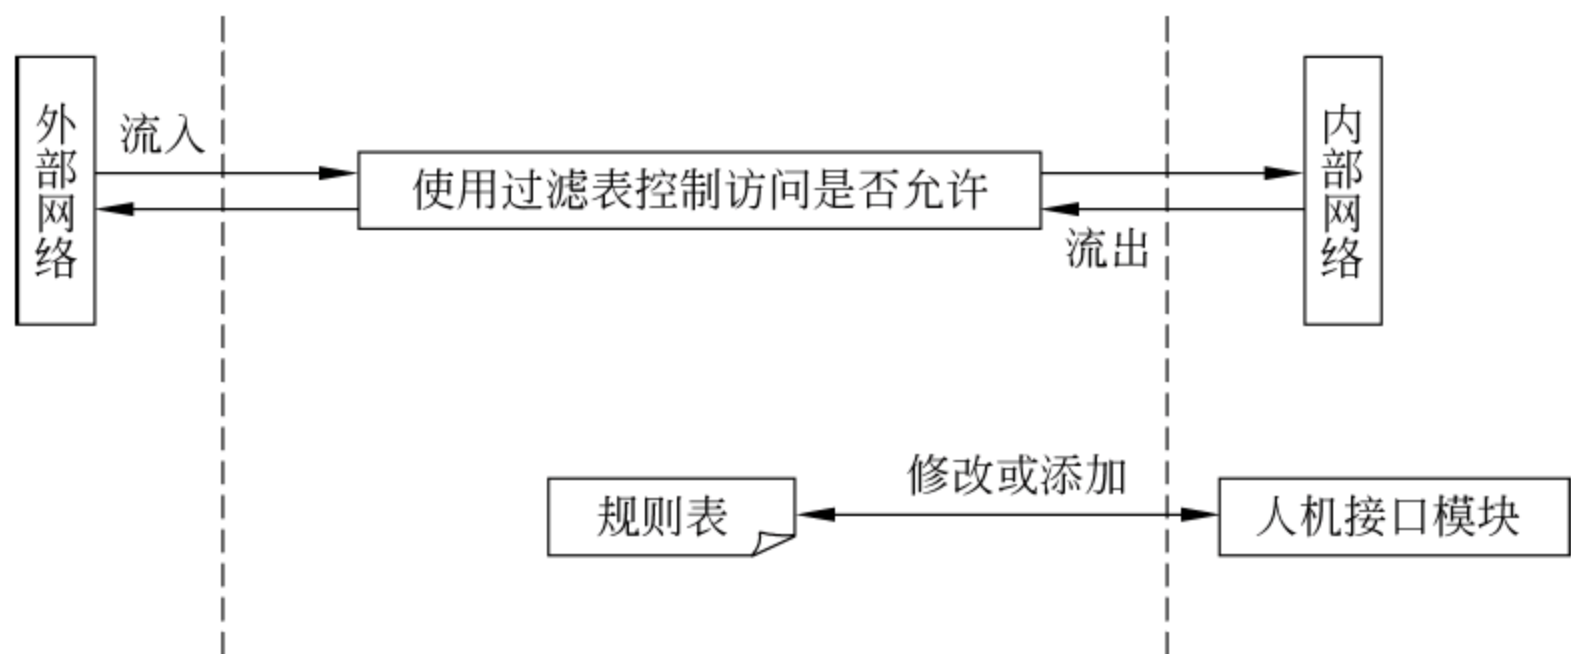 外部网络
流入
使用过滤表控制访问是否允许
流出
内部网络
修改或添加
规则表
人机接口模块